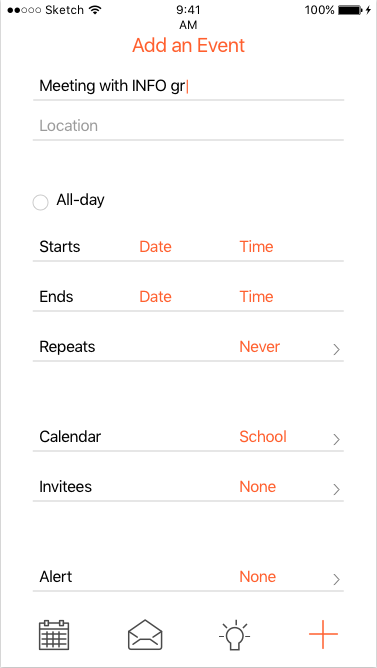 Sketch 9:41 AM 100%
Add an Event
Meeting with INFO gr
Location
All-day
Starts Date Time
Ends Date Time
Repeats Never
Calendar School
Invitees None
Alert None